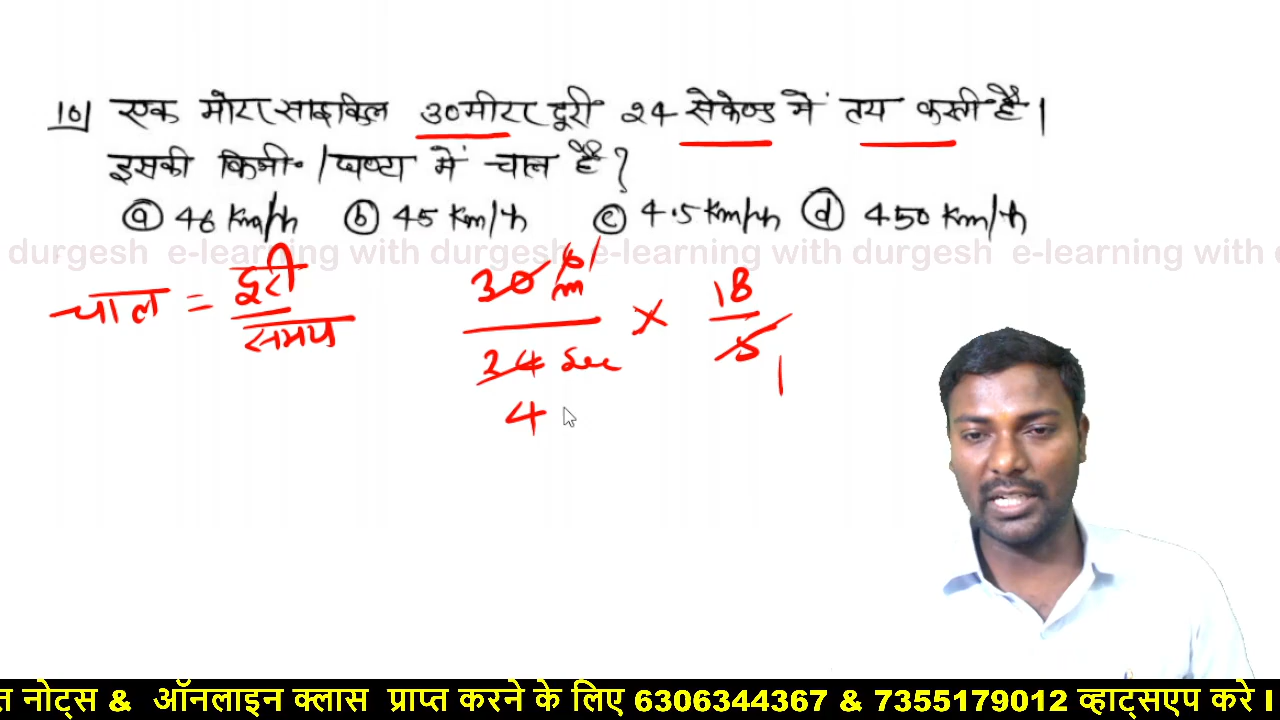 10) एक मोटरसाइकिल 30मीटर दूरी 24 सेकेण्ड में तय करती है।
इसकी किमी॰/घण्टा में चाल है?
(a) 46 Km/h (b) 45 Km/h (c) 4.5 Km/h (d) 450 Km/h
durgesh e-learning with durgesh e-learning with durgesh e-learning with d
चाल = दूरी
समय
30 m
24 Sec
4
×
18
5
1
त नोट्स & ऑनलाइन क्लास प्राप्त करने के लिए 6306344367 & 7355179012 व्हाट्सएप करे I